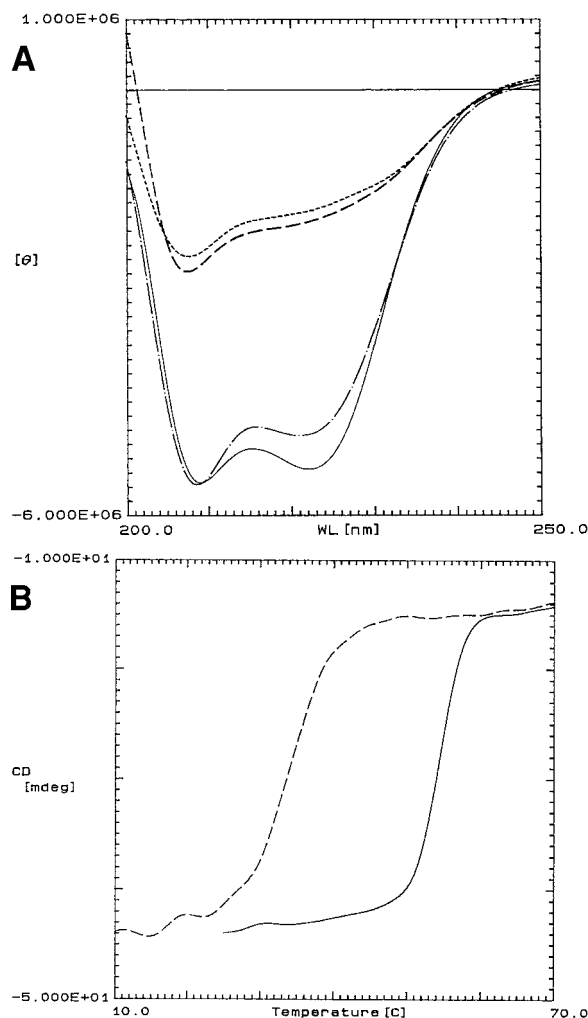 1.000E+06
A
[θ]
-6.000E+06
200.0
WL [nm]
250.0
-1.000E+01
B
CD
[mdeg]
-5.000E+01
10.0
Temperature [C]
70.0